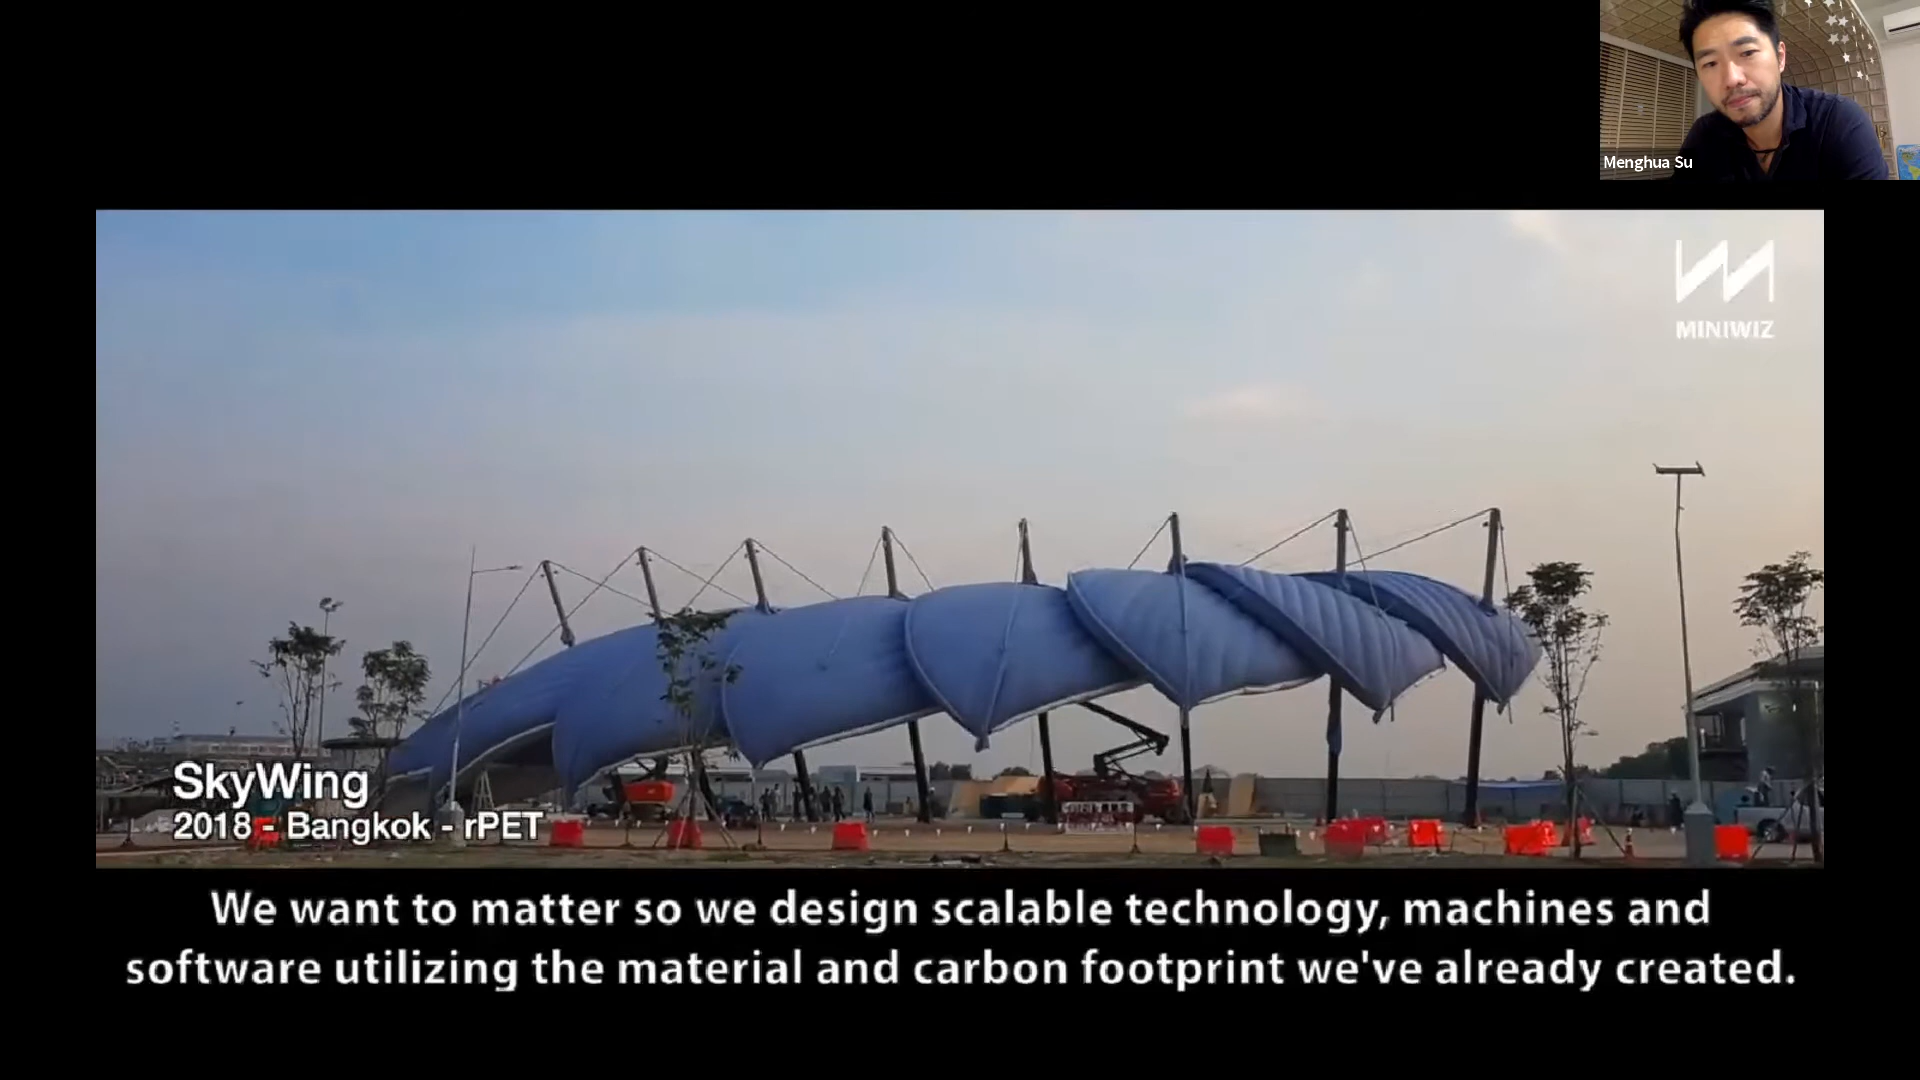 Menghua Su
MINIWIZ
SkyWing
2018 - Bangkok - rPET
We want to matter so we design scalable technology, machines and
software utilizing the material and carbon footprint we've already created.